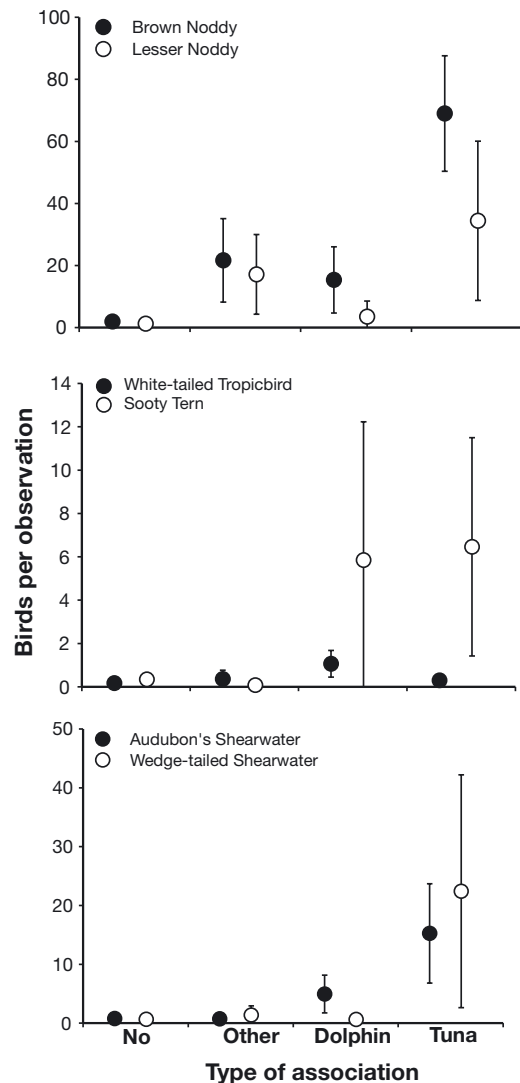 100
Brown Noddy
Lesser Noddy
80
60
40
20
0
14
White-tailed Tropicbird
Sooty Tern
12
10
8
6
4
2
0
Birds per observation
50
Audubon's Shearwater
Wedge-tailed Shearwater
40
30
20
10
0
No Other Dolphin Tuna
Type of association